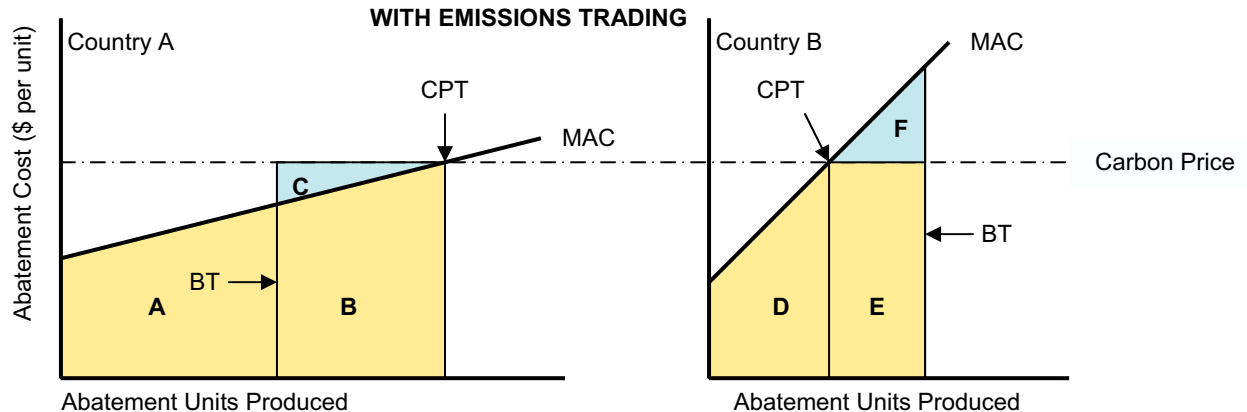 WITH EMISSIONS TRADING
Abatement Cost ($ per unit)
Country A
CPT
MAC
C
BT
A
B
Abatement Units Produced
Country B
MAC
CPT
F
Carbon Price
BT
D
E
Abatement Units Produced